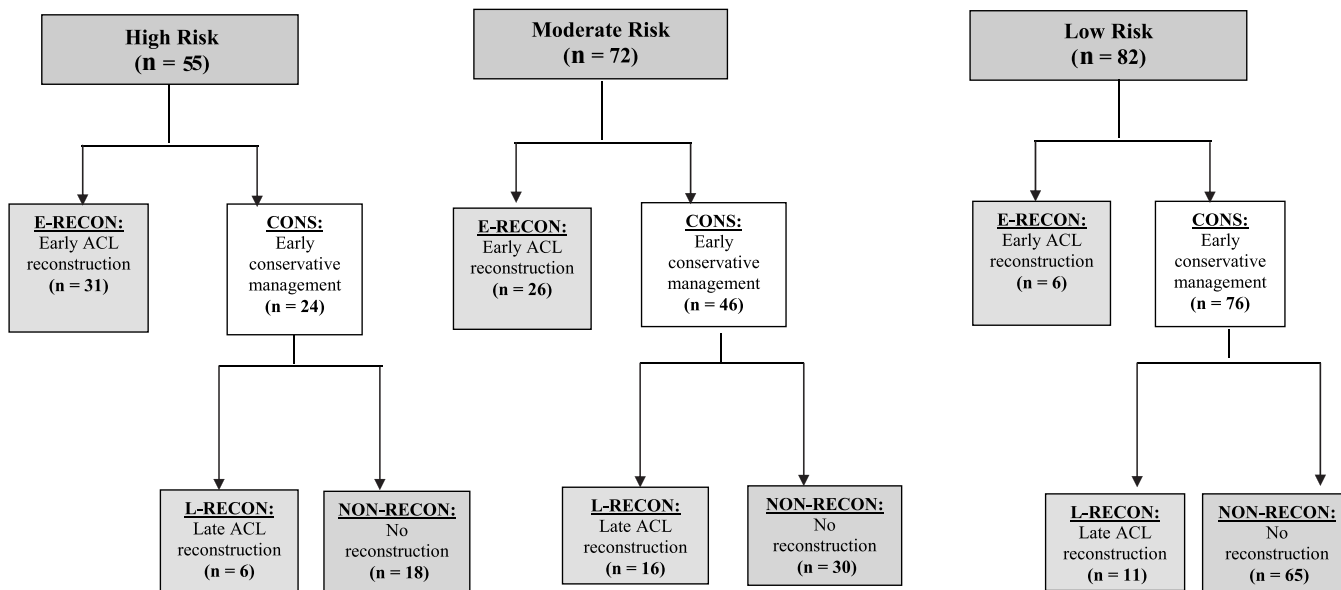 High Risk
(n = 55)
Moderate Risk
(n = 72)
Low Risk
(n = 82)
E-RECON:
Early ACL
reconstruction
(n = 31)
CONS:
Early
conservative
management
(n = 24)
E-RECON:
Early ACL
reconstruction
(n = 26)
CONS:
Early
conservative
management
(n = 46)
E-RECON:
Early ACL
reconstruction
(n = 6)
CONS:
Early
conservative
management
(n = 76)
L-RECON:
Late ACL
reconstruction
(n = 6)
NON-RECON:
No
reconstruction
(n = 18)
L-RECON:
Late ACL
reconstruction
(n = 16)
NON-RECON:
No
reconstruction
(n = 30)
L-RECON:
Late ACL
reconstruction
(n = 11)
NON-RECON:
No
reconstruction
(n = 65)